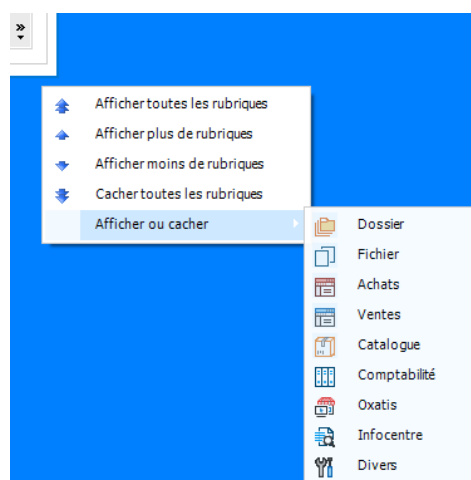 Afficher toutes les rubriques
Afficher plus de rubriques
Afficher moins de rubriques
Cacher toutes les rubriques
Afficher ou cacher
Dossier
Fichier
Achats
Ventes
Catalogue
Comptabilité
Oxatis
Infocentre
Divers